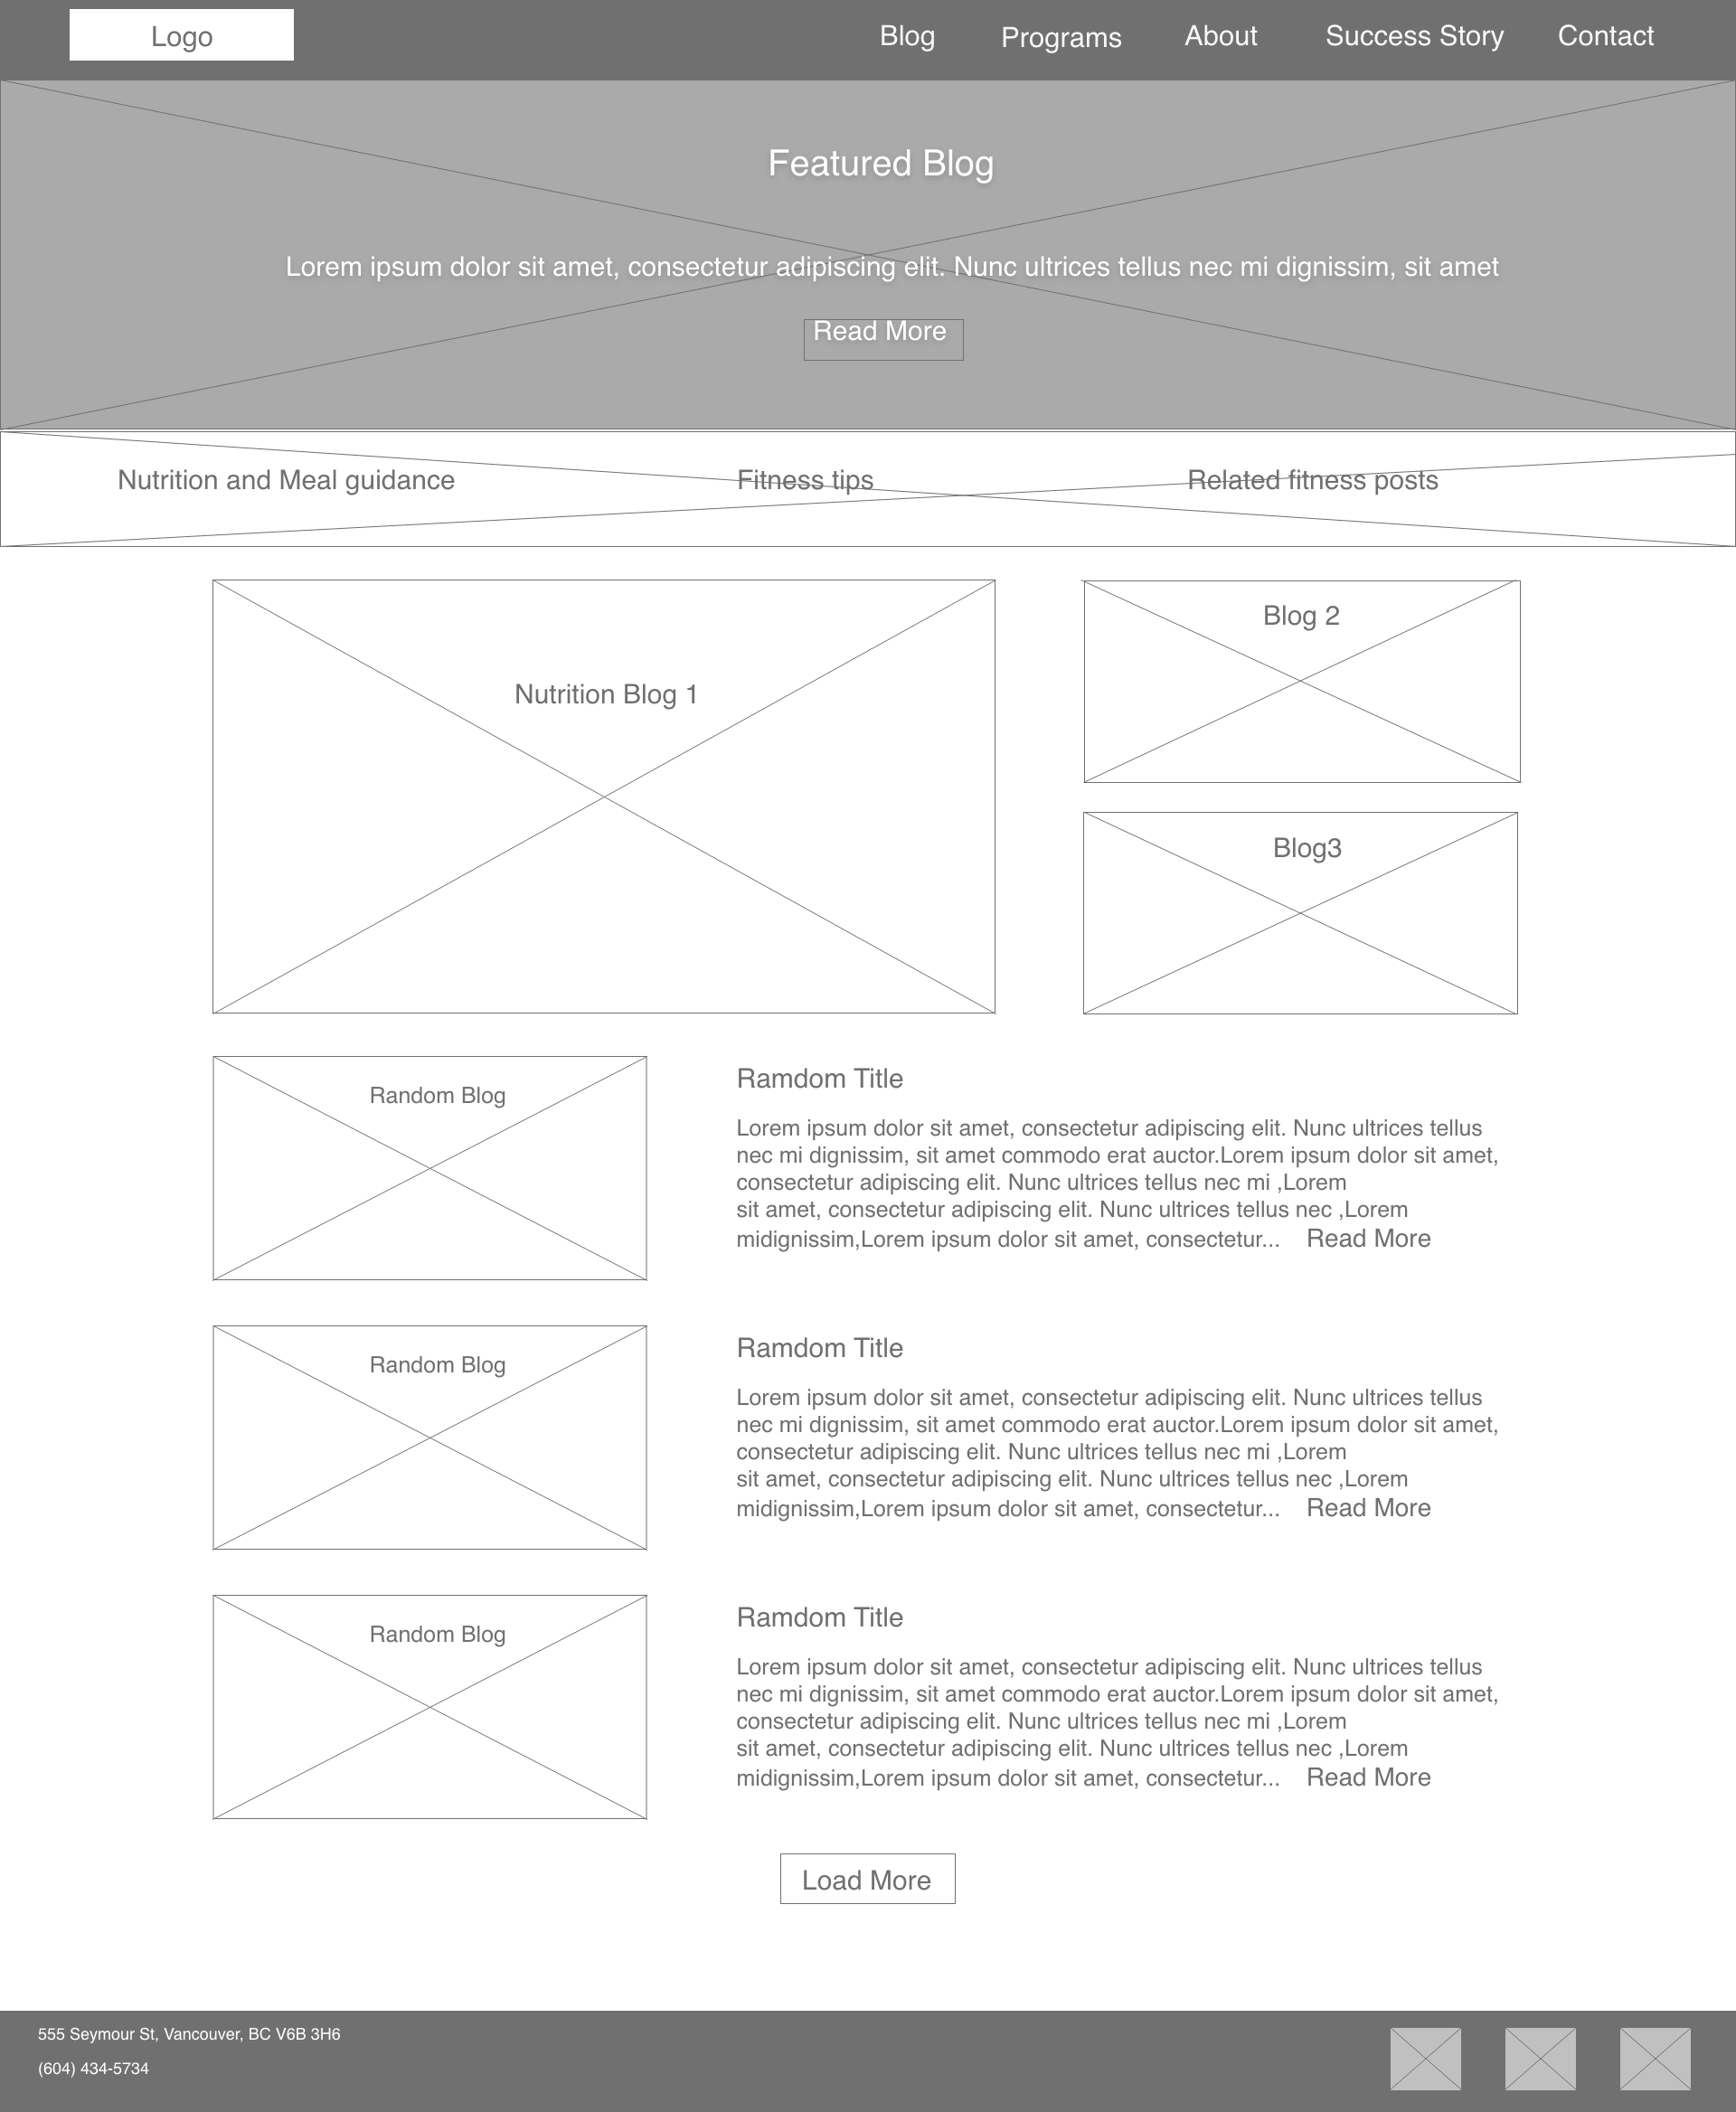 Logo
Blog
Programs
About
Success Story
Contact
Featured Blog
Lorem ipsum dolor sit amet, consectetur adipiscing elit. Nunc ultrices tellus nec mi dignissim, sit amet
Read More
Nutrition and Meal guidance
Fitness tips
Related fitness posts
Nutrition Blog 1
Blog 2
Blog3
Random Blog
Ramdom Title
Lorem ipsum dolor sit amet, consectetur adipiscing elit. Nunc ultrices tellus
nec mi dignissim, sit amet commodo erat auctor.Lorem ipsum dolor sit amet,
consectetur adipiscing elit. Nunc ultrices tellus nec mi ,Lorem
sit amet, consectetur adipiscing elit. Nunc ultrices tellus nec ,Lorem
midignissim,Lorem ipsum dolor sit amet, consectetur... Read More
Random Blog
Ramdom Title
Lorem ipsum dolor sit amet, consectetur adipiscing elit. Nunc ultrices tellus
nec mi dignissim, sit amet commodo erat auctor.Lorem ipsum dolor sit amet,
consectetur adipiscing elit. Nunc ultrices tellus nec mi ,Lorem
sit amet, consectetur adipiscing elit. Nunc ultrices tellus nec ,Lorem
midignissim,Lorem ipsum dolor sit amet, consectetur... Read More
Random Blog
Ramdom Title
Lorem ipsum dolor sit amet, consectetur adipiscing elit. Nunc ultrices tellus
nec mi dignissim, sit amet commodo erat auctor.Lorem ipsum dolor sit amet,
consectetur adipiscing elit. Nunc ultrices tellus nec mi ,Lorem
sit amet, consectetur adipiscing elit. Nunc ultrices tellus nec ,Lorem
midignissim,Lorem ipsum dolor sit amet, consectetur... Read More
Load More
555 Seymour St, Vancouver, BC V6B 3H6
(604) 434-5734